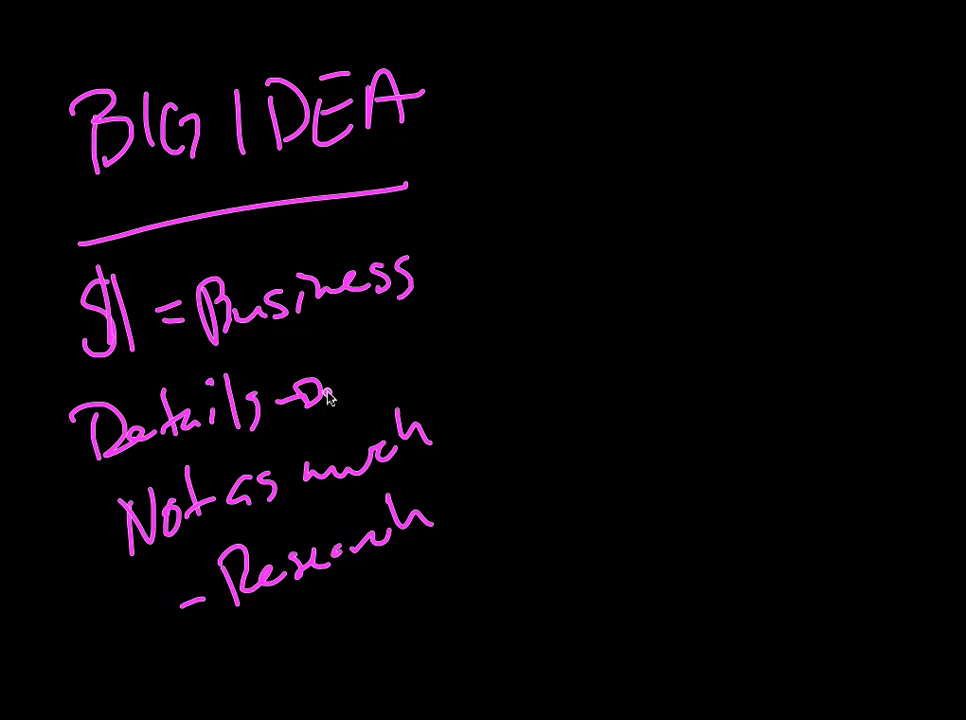 BIG IDEA
$1 = Business
Details →
Not as much
- Research